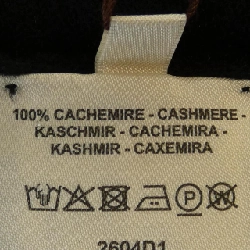 100% CACHEMIRE - CASHMERE -
KASCHMIR - CACHEMIRA -
KASHMIR - CAXEMIRA
P
2604D1